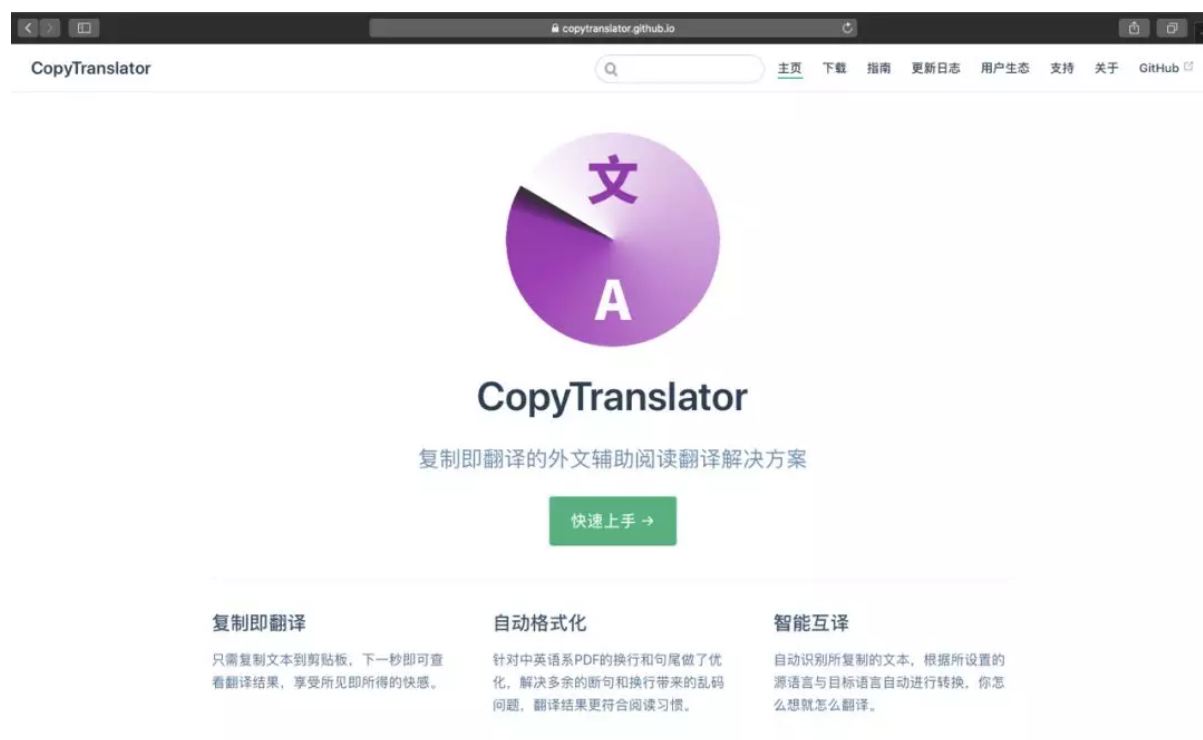 copytranslator.github.io
CopyTranslator
主页 下载 指南 更新日志 用户生态 支持 关于 GitHub
文
A
CopyTranslator
复制即翻译的外文辅助阅读翻译解决方案
快速上手 →
复制即翻译
只需复制文本到剪贴板，下一秒即可查
看翻译结果，享受所见即所得的快感。
自动格式化
针对中英语系PDF的换行和句尾做了优
化，解决多余的断句和换行带来的乱码
问题，翻译结果更符合阅读习惯。
智能互译
自动识别所复制的文本，根据所设置的
源语言与目标语言自动进行转换，你怎
么想就怎么翻译。